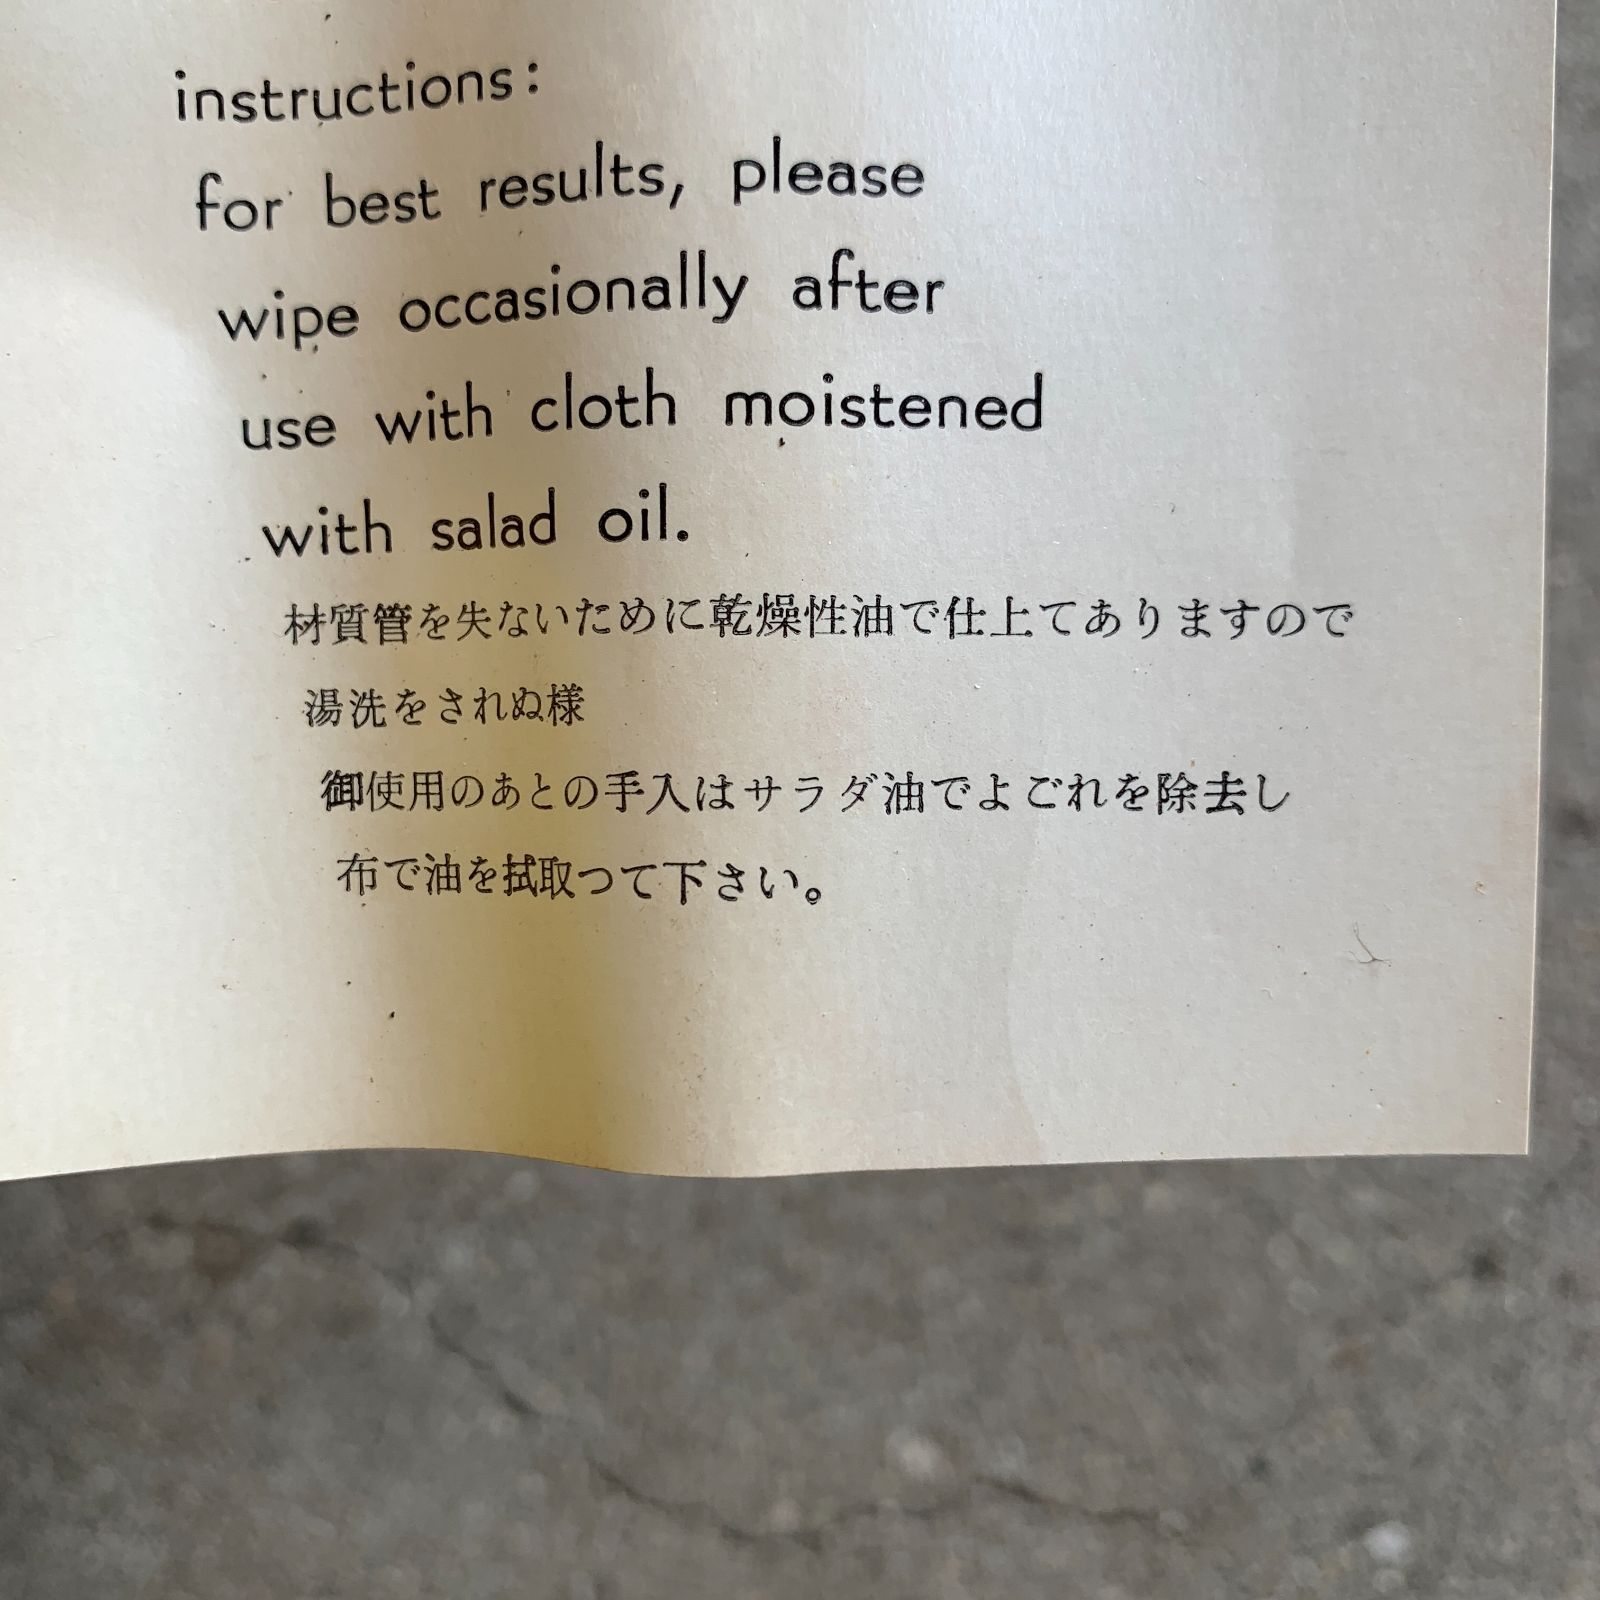 instructions:
for best results, please
wipe occasionally after
use with cloth moistened
with salad oil.
材質管を失ないために乾燥性油で仕上てありますので
湯洗をされぬ様
御使用のあとの手入はサラダ油でよごれを除去し
布で油を拭取つて下さい。